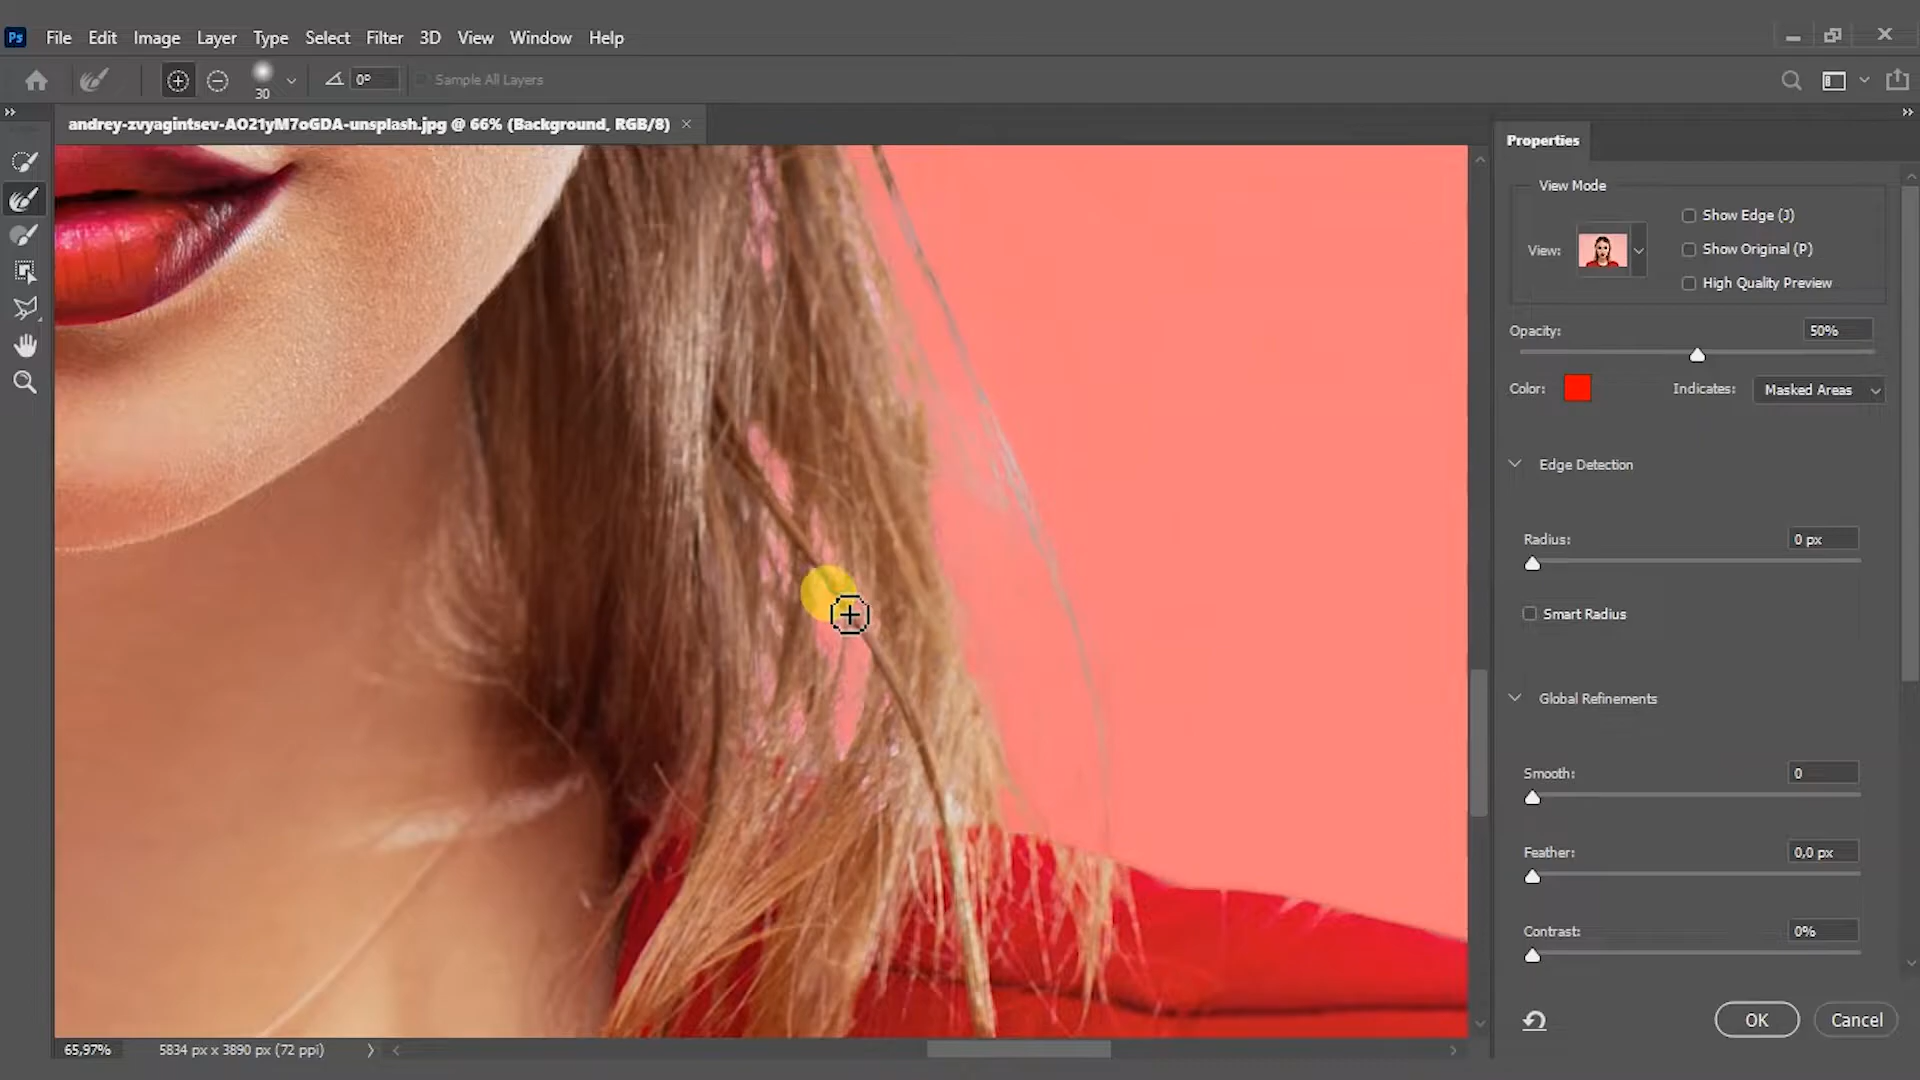 Ps File Edit Image Layer Type Select Filter 3D View Window Help
30 0° Sample All Layers
andrey-zvyagintsev-AO21yM7oGDA-unsplash.jpg @ 66% (Background, RGB/8)
Properties
View Mode
View:
Show Edge (J)
Show Original (P)
High Quality Preview
Opacity: 50%
Color: Indicates: Masked Areas
Edge Detection
Radius: 0 px
Smart Radius
Global Refinements
Smooth: 0
Feather: 0,0 px
Contrast: 0%
OK Cancel
65,97% 5834 px x 3890 px (72 ppi)